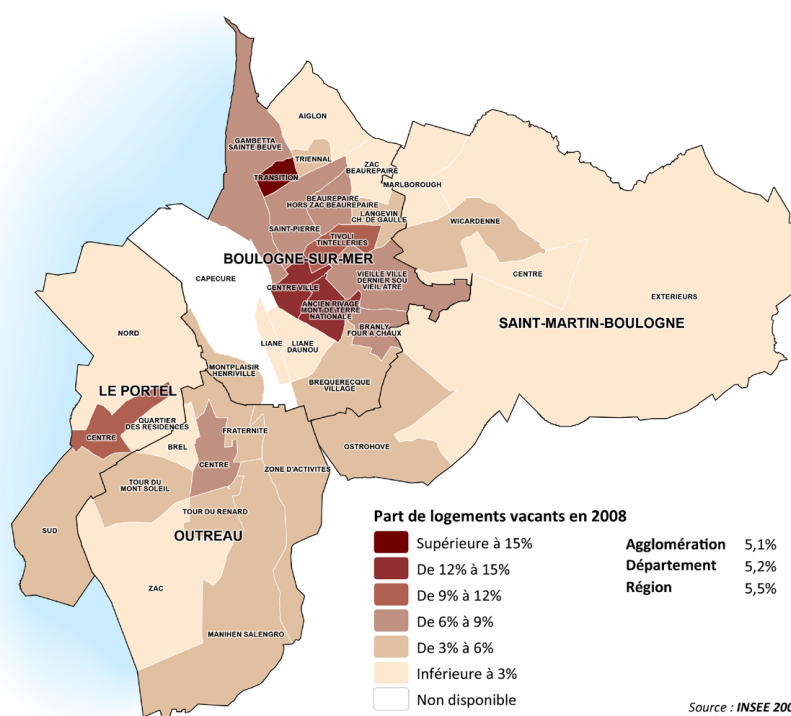 AIGLON
GAMBETTA
SAINTE BEUVE
TRIENNAL
ZAC
BEAUREPAIRE
TRANSITION
MARLBOROUGH
BEAUREPAIRE
HORS ZAC BEAUREPAIRE
LANGEVIN
CH. DE GAULLE
WICARDENNE
SAINT-PIERRE
TIVOLI
TINTELLERIES
BOULOGNE-SUR-MER
CAPECURE
VIEILLE VILLE
DERNIER SOU
VIEIL ATRE
CENTRE
CENTRE VILLE
EXTERIEURS
ANCIEN RIVAGE
MONT DE TERRE
NATIONALE
SAINT-MARTIN-BOULOGNE
NORD
BRANLY
FOUR A CHAUX
LIANE
LIANE
DAUNOU
MONTPLAISIR
HENRIVILLE
BREQUERECQUE
VILLAGE
LE PORTEL
QUARTIER
DES RESIDENCES
FRATERNITE
CENTRE
BREL
OSTROHOVE
CENTRE
ZONE D'ACTIVITES
TOUR DU
MONT SOLEIL
TOUR DU RENARD
SUD
OUTREAU
ZAC
MANIHEN SALENGRO
Part de logements vacants en 2008
Supérieure à 15%
De 12% à 15%
De 9% à 12%
De 6% à 9%
De 3% à 6%
Inférieure à 3%
Non disponible
Agglomération 5,1%
Département 5,2%
Région 5,5%
Source : INSEE 200